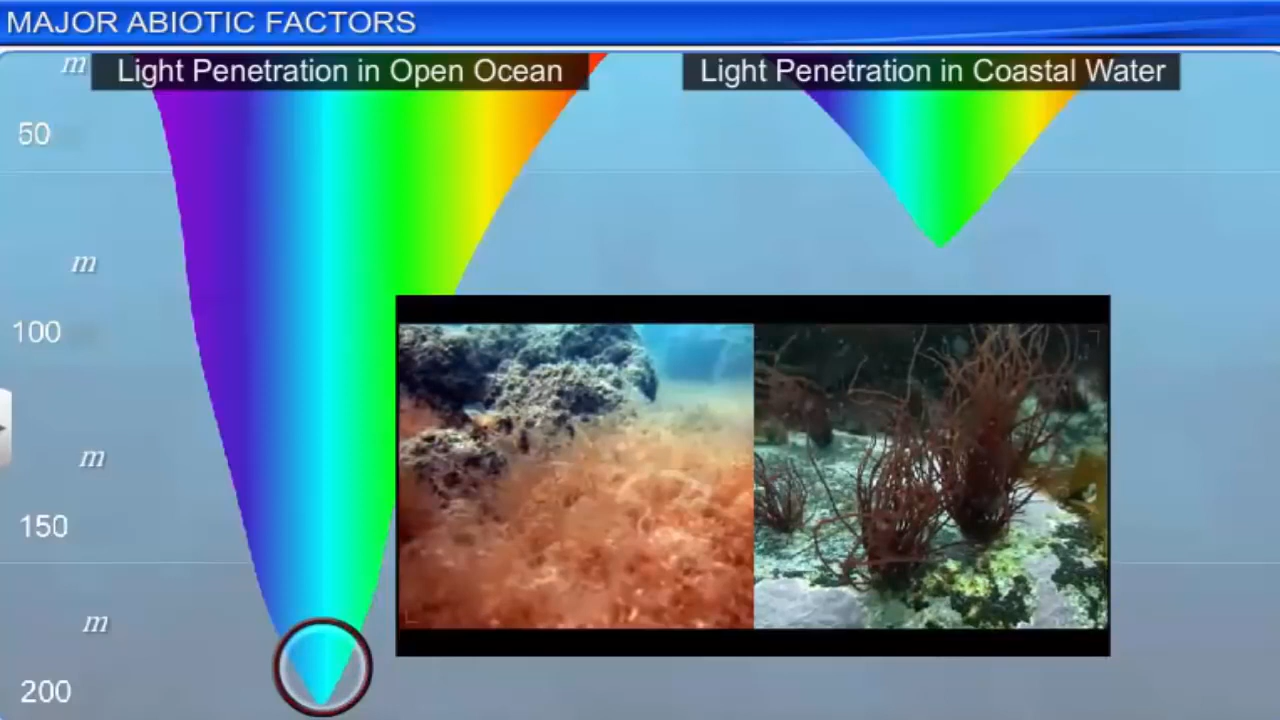 MAJOR ABIOTIC FACTORS
m
Light Penetration in Open Ocean
Light Penetration in Coastal Water
50
m
100
m
150
m
200